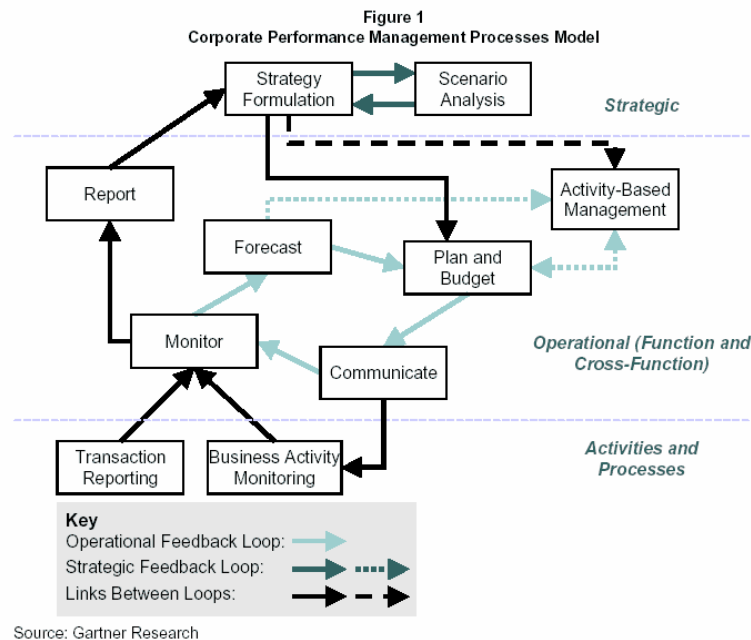 Figure 1
Corporate Performance Management Processes Model
Strategy
Formulation
Scenario
Analysis
Strategic
Report
Activity-Based
Management
Forecast
Plan and
Budget
Monitor
Communicate
Operational (Function and
Cross-Function)
Transaction
Reporting
Business Activity
Monitoring
Activities and
Processes
Key
Operational Feedback Loop:
Strategic Feedback Loop:
Links Between Loops:
Source: Gartner Research